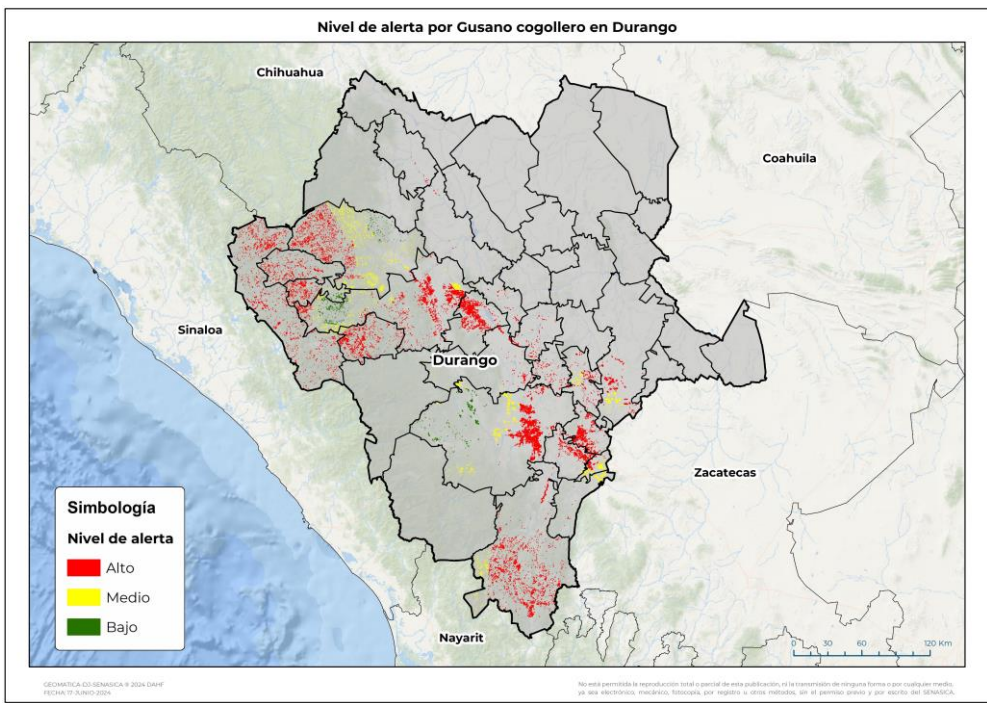 Nivel de alerta por Gusano cogollero en Durango
Chihuahua
Coahuila
Sinaloa
Durango
Zacatecas
Nayarit
Simbología
Nivel de alerta
Alto
Medio
Bajo
0 30 60 120 Km
GEOMATICA-CG-SENASICA ® 2024 DAHF
FECHA: 17-JUNIO-2024
No está permitida la reproducción total o parcial de esta publicación, ni la transmisión de ninguna forma o por cualquier medio,
ya sea electrónico, mecánico, fotocopia, por registro u otros métodos, sin el permiso previo y por escrito del SENASICA.